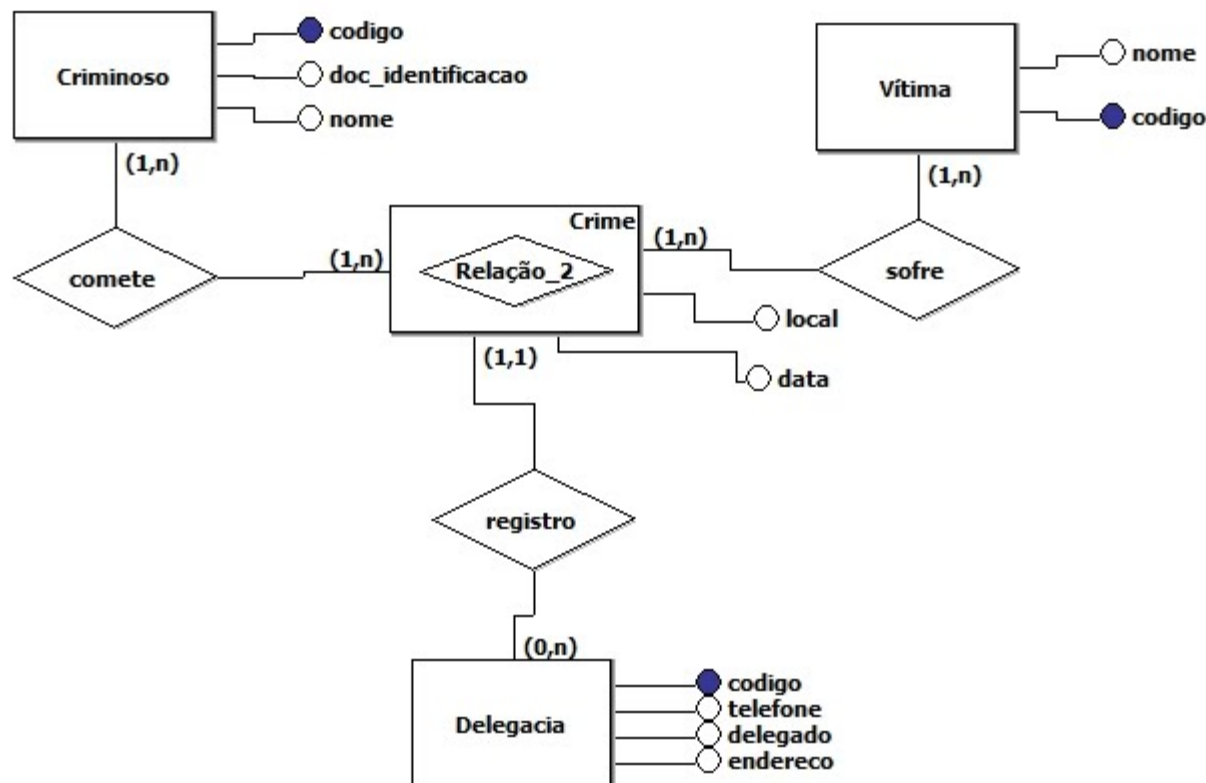 Criminoso
codigo
doc_identificacao
nome
(1,n)
Vítima
nome
codigo
(1,n)
comete
(1,n)
Crime
Relação_2
(1,n)
sofre
local
data
(1,1)
registro
(0,n)
Delegacia
codigo
telefone
delegado
endereco